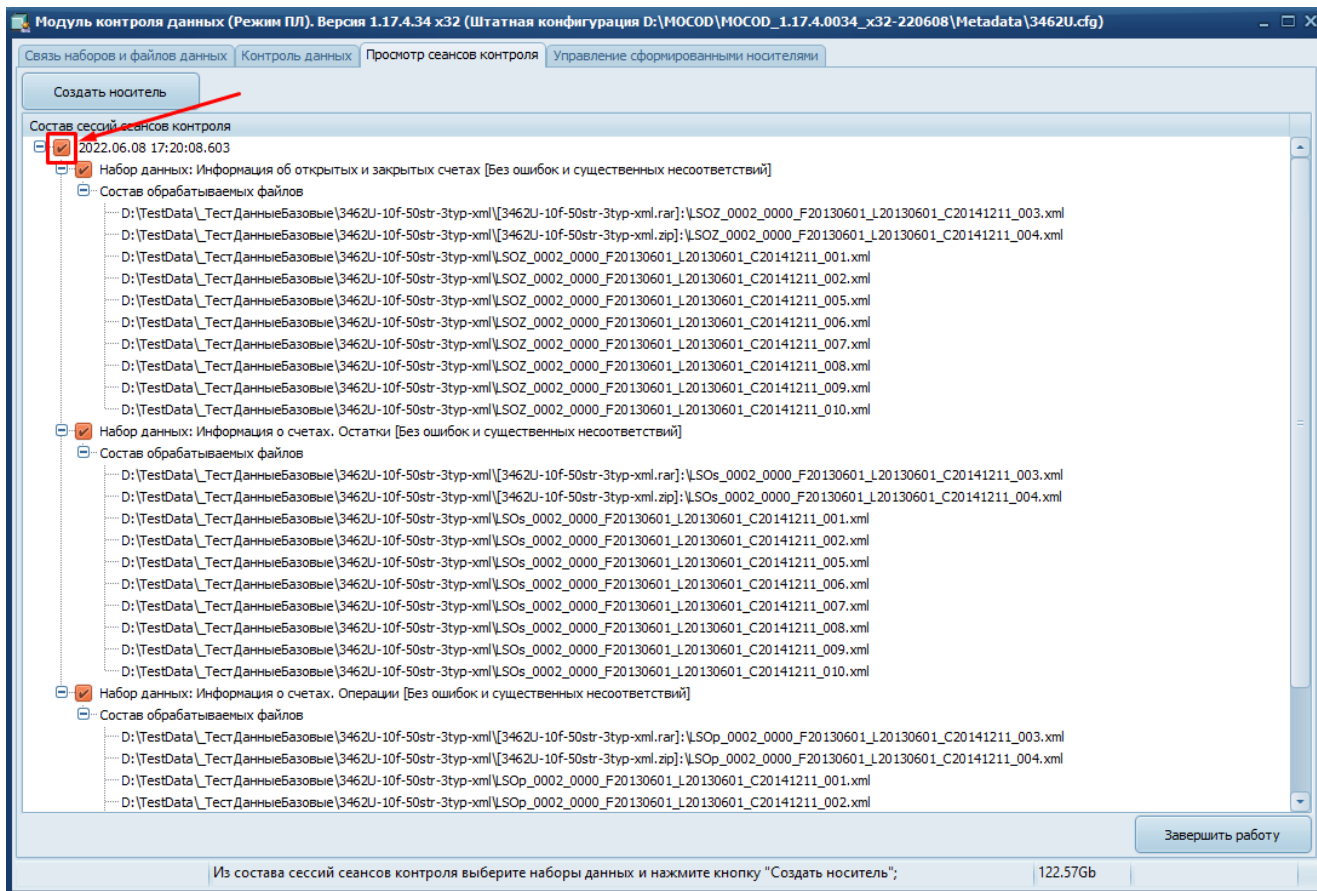 Модуль контроля данных (Режим ПЛ). Версия 1.17.4.34 x32 (Штатная конфигурация D:\MOCOD\MOCOD_1.17.4.0034_x32-220608\Metadata\3462U.cfg)
Связь наборов и файлов данных Контроль данных Просмотр сеансов контроля Управление сформированными носителями
Создать носитель
Состав сессий сеансов контроля
2022.06.08 17:20:08.603
Набор данных: Информация об открытых и закрытых счетах [Без ошибок и существенных несоответствий]
Состав обрабатываемых файлов
D:\TestData\_ТестДанныеБазовые\3462U-10f-50str-3typ-xml\[3462U-10f-50str-3typ-xml.rar]:\LSOZ_0002_0000_F20130601_L20130601_C20141211_003.xml
D:\TestData\_ТестДанныеБазовые\3462U-10f-50str-3typ-xml\[3462U-10f-50str-3typ-xml.zip]:\LSOZ_0002_0000_F20130601_L20130601_C20141211_004.xml
D:\TestData\_ТестДанныеБазовые\3462U-10f-50str-3typ-xml\LSOZ_0002_0000_F20130601_L20130601_C20141211_001.xml
D:\TestData\_ТестДанныеБазовые\3462U-10f-50str-3typ-xml\LSOZ_0002_0000_F20130601_L20130601_C20141211_002.xml
D:\TestData\_ТестДанныеБазовые\3462U-10f-50str-3typ-xml\LSOZ_0002_0000_F20130601_L20130601_C20141211_005.xml
D:\TestData\_ТестДанныеБазовые\3462U-10f-50str-3typ-xml\LSOZ_0002_0000_F20130601_L20130601_C20141211_006.xml
D:\TestData\_ТестДанныеБазовые\3462U-10f-50str-3typ-xml\LSOZ_0002_0000_F20130601_L20130601_C20141211_007.xml
D:\TestData\_ТестДанныеБазовые\3462U-10f-50str-3typ-xml\LSOZ_0002_0000_F20130601_L20130601_C20141211_008.xml
D:\TestData\_ТестДанныеБазовые\3462U-10f-50str-3typ-xml\LSOZ_0002_0000_F20130601_L20130601_C20141211_009.xml
D:\TestData\_ТестДанныеБазовые\3462U-10f-50str-3typ-xml\LSOZ_0002_0000_F20130601_L20130601_C20141211_010.xml
Набор данных: Информация о счетах. Остатки [Без ошибок и существенных несоответствий]
Состав обрабатываемых файлов
D:\TestData\_ТестДанныеБазовые\3462U-10f-50str-3typ-xml\[3462U-10f-50str-3typ-xml.rar]:\LSOs_0002_0000_F20130601_L20130601_C20141211_003.xml
D:\TestData\_ТестДанныеБазовые\3462U-10f-50str-3typ-xml\[3462U-10f-50str-3typ-xml.zip]:\LSOs_0002_0000_F20130601_L20130601_C20141211_004.xml
D:\TestData\_ТестДанныеБазовые\3462U-10f-50str-3typ-xml\LSOs_0002_0000_F20130601_L20130601_C20141211_001.xml
D:\TestData\_ТестДанныеБазовые\3462U-10f-50str-3typ-xml\LSOs_0002_0000_F20130601_L20130601_C20141211_002.xml
D:\TestData\_ТестДанныеБазовые\3462U-10f-50str-3typ-xml\LSOs_0002_0000_F20130601_L20130601_C20141211_005.xml
D:\TestData\_ТестДанныеБазовые\3462U-10f-50str-3typ-xml\LSOs_0002_0000_F20130601_L20130601_C20141211_006.xml
D:\TestData\_ТестДанныеБазовые\3462U-10f-50str-3typ-xml\LSOs_0002_0000_F20130601_L20130601_C20141211_007.xml
D:\TestData\_ТестДанныеБазовые\3462U-10f-50str-3typ-xml\LSOs_0002_0000_F20130601_L20130601_C20141211_008.xml
D:\TestData\_ТестДанныеБазовые\3462U-10f-50str-3typ-xml\LSOs_0002_0000_F20130601_L20130601_C20141211_009.xml
D:\TestData\_ТестДанныеБазовые\3462U-10f-50str-3typ-xml\LSOs_0002_0000_F20130601_L20130601_C20141211_010.xml
Набор данных: Информация о счетах. Операции [Без ошибок и существенных несоответствий]
Состав обрабатываемых файлов
D:\TestData\_ТестДанныеБазовые\3462U-10f-50str-3typ-xml\[3462U-10f-50str-3typ-xml.rar]:\LSOp_0002_0000_F20130601_L20130601_C20141211_003.xml
D:\TestData\_ТестДанныеБазовые\3462U-10f-50str-3typ-xml\[3462U-10f-50str-3typ-xml.zip]:\LSOp_0002_0000_F20130601_L20130601_C20141211_004.xml
D:\TestData\_ТестДанныеБазовые\3462U-10f-50str-3typ-xml\LSOp_0002_0000_F20130601_L20130601_C20141211_001.xml
D:\TestData\_ТестДанныеБазовые\3462U-10f-50str-3typ-xml\LSOp_0002_0000_F20130601_L20130601_C20141211_002.xml
Завершить работу
Из состава сессий сеансов контроля выберите наборы данных и нажмите кнопку "Создать носитель"; 122.57Gb